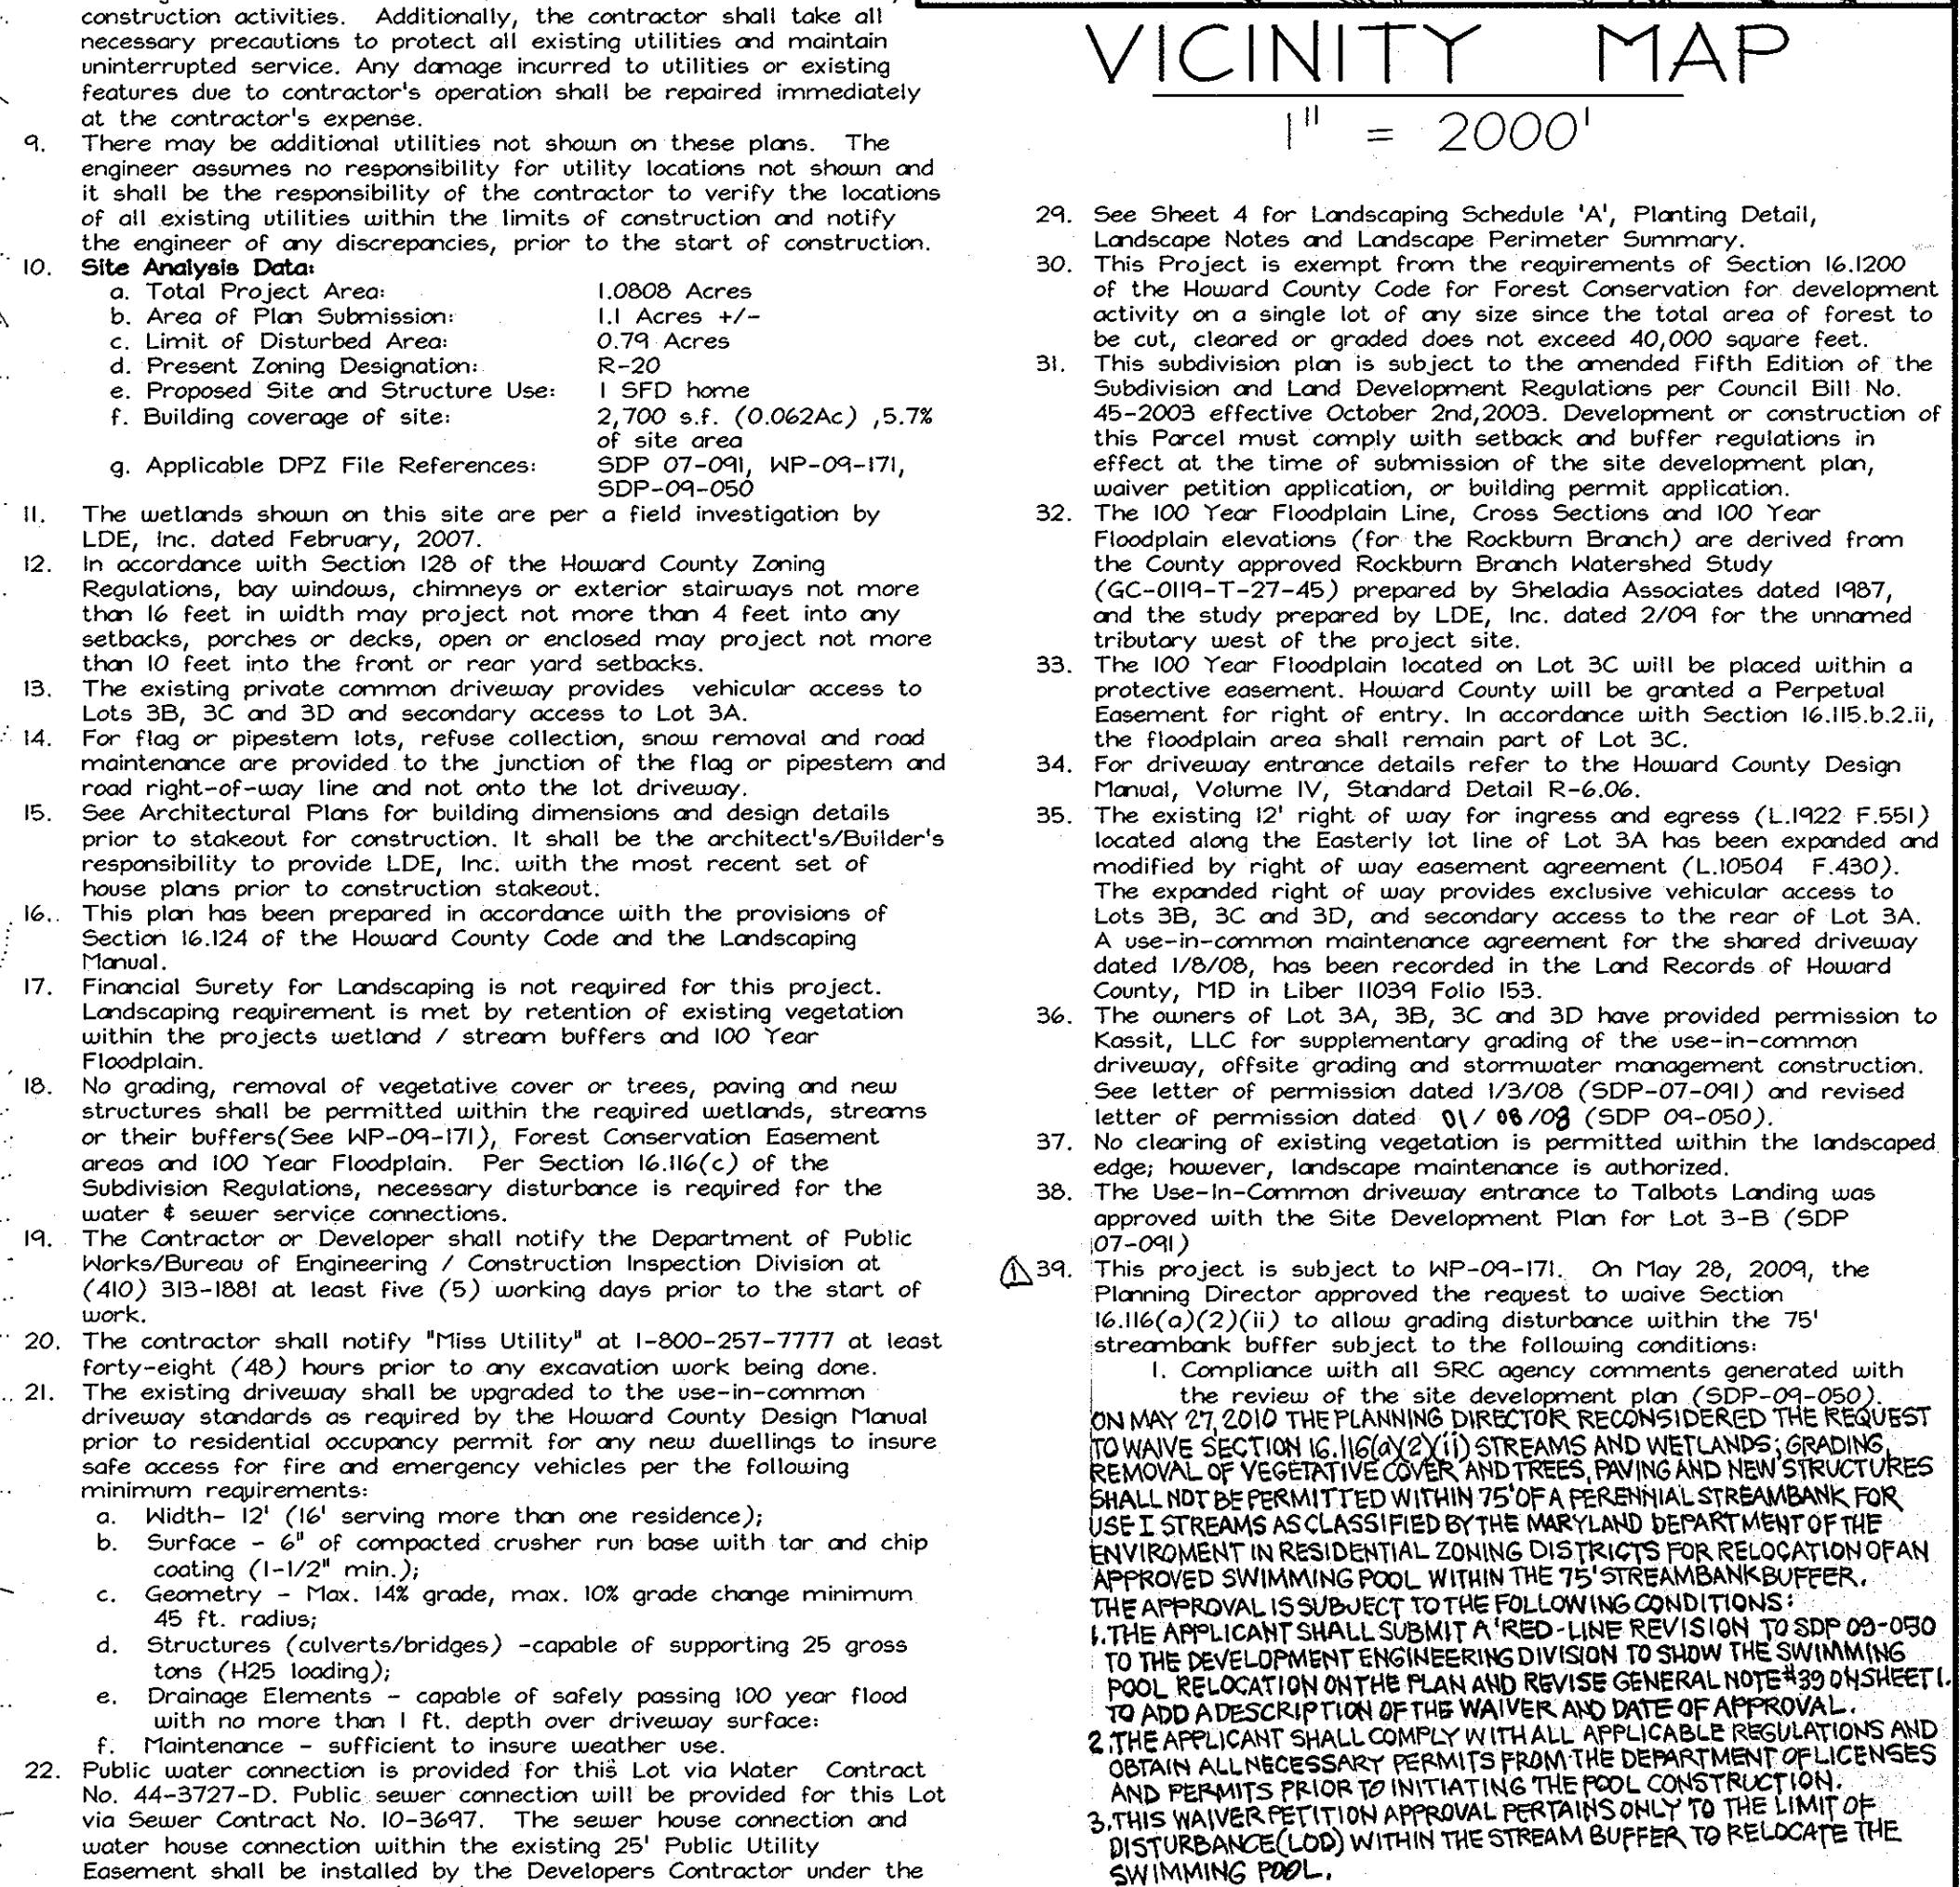 construction activities. Additionally, the contractor shall take all
necessary precautions to protect all existing utilities and maintain
uninterrupted service. Any damage incurred to utilities or existing
features due to contractor's operation shall be repaired immediately
at the contractor's expense.
9. There may be additional utilities not shown on these plans. The
engineer assumes no responsibility for utility locations not shown and
it shall be the responsibility of the contractor to verify the locations
of all existing utilities within the limits of construction and notify
the engineer of any discrepancies, prior to the start of construction.
10. Site Analysis Data:
a. Total Project Area: 1.0808 Acres
b. Area of Plan Submission: 1.1 Acres +/-
c. Limit of Disturbed Area: 0.79 Acres
d. Present Zoning Designation: R-20
e. Proposed Site and Structure Use: 1 SFD home
f. Building coverage of site: 2,700 s.f. (0.062Ac) ,5.7%
of site area
g. Applicable DPZ File References: SDP 07-091, WP-09-171,
SDP-09-050
11. The wetlands shown on this site are per a field investigation by
LDE, Inc. dated February, 2007.
12. In accordance with Section 128 of the Howard County Zoning
Regulations, bay windows, chimneys or exterior stairways not more
than 16 feet in width may project not more than 4 feet into any
setbacks, porches or decks, open or enclosed may project not more
than 10 feet into the front or rear yard setbacks.
13. The existing private common driveway provides vehicular access to
Lots 3B, 3C and 3D and secondary access to Lot 3A.
14. For flag or pipestem lots, refuse collection, snow removal and road
maintenance are provided to the junction of the flag or pipestem and
road right-of-way line and not onto the lot driveway.
15. See Architectural Plans for building dimensions and design details
prior to stakeout for construction. It shall be the architect's/Builder's
responsibility to provide LDE, Inc. with the most recent set of
house plans prior to construction stakeout.
16. This plan has been prepared in accordance with the provisions of
Section 16.124 of the Howard County Code and the Landscaping
Manual.
17. Financial Surety for Landscaping is not required for this project.
Landscaping requirement is met by retention of existing vegetation
within the projects wetland / stream buffers and 100 Year
Floodplain.
18. No grading, removal of vegetative cover or trees, paving and new
structures shall be permitted within the required wetlands, streams
or their buffers(See WP-09-171), Forest Conservation Easement
areas and 100 Year Floodplain. Per Section 16.116(c) of the
Subdivision Regulations, necessary disturbance is required for the
water & sewer service connections.
19. The Contractor or Developer shall notify the Department of Public
Works/Bureau of Engineering / Construction Inspection Division at
(410) 313-1881 at least five (5) working days prior to the start of
work.
20. The contractor shall notify "Miss Utility" at 1-800-257-7777 at least
forty-eight (48) hours prior to any excavation work being done.
21. The existing driveway shall be upgraded to the use-in-common
driveway standards as required by the Howard County Design Manual
prior to residential occupancy permit for any new dwellings to insure
safe access for fire and emergency vehicles per the following
minimum requirements:
a. Width- 12' (16' serving more than one residence);
b. Surface - 6" of compacted crusher run base with tar and chip
coating (1-1/2" min.);
c. Geometry - Max. 14% grade, max. 10% grade change minimum
45 ft. radius;
d. Structures (culverts/bridges) -capable of supporting 25 gross
tons (H25 loading);
e. Drainage Elements - capable of safely passing 100 year flood
with no more than 1 ft. depth over driveway surface:
f. Maintenance - sufficient to insure weather use.
22. Public water connection is provided for this Lot via Water Contract
No. 44-3727-D. Public sewer connection will be provided for this Lot
via Sewer Contract No. 10-3697. The sewer house connection and
water house connection within the existing 25' Public Utility
Easement shall be installed by the Developers Contractor under the
VICINITY MAP
1" = 2000'
29. See Sheet 4 for Landscaping Schedule 'A', Planting Detail,
Landscape Notes and Landscape Perimeter Summary.
30. This Project is exempt from the requirements of Section 16.1200
of the Howard County Code for Forest Conservation for development
activity on a single lot of any size since the total area of forest to
be cut, cleared or graded does not exceed 40,000 square feet.
31. This subdivision plan is subject to the amended Fifth Edition of the
Subdivision and Land Development Regulations per Council Bill No.
45-2003 effective October 2nd,2003. Development or construction of
this Parcel must comply with setback and buffer regulations in
effect at the time of submission of the site development plan,
waiver petition application, or building permit application.
32. The 100 Year Floodplain Line, Cross Sections and 100 Year
Floodplain elevations (for the Rockburn Branch) are derived from
the County approved Rockburn Branch Watershed Study
(GC-0119-T-27-45) prepared by Sheladia Associates dated 1987,
and the study prepared by LDE, Inc. dated 2/09 for the unnamed
tributary west of the project site.
33. The 100 Year Floodplain located on Lot 3C will be placed within a
protective easement. Howard County will be granted a Perpetual
Easement for right of entry. In accordance with Section 16.115.b.2.ii,
the floodplain area shall remain part of Lot 3C.
34. For driveway entrance details refer to the Howard County Design
Manual, Volume IV, Standard Detail R-6.06.
35. The existing 12' right of way for ingress and egress (L.1922 F.551)
located along the Easterly lot line of Lot 3A has been expanded and
modified by right of way easement agreement (L.10504 F.430).
The expanded right of way provides exclusive vehicular access to
Lots 3B, 3C and 3D, and secondary access to the rear of Lot 3A.
A use-in-common maintenance agreement for the shared driveway
dated 1/8/08, has been recorded in the Land Records of Howard
County, MD in Liber 11039 Folio 153.
36. The owners of Lot 3A, 3B, 3C and 3D have provided permission to
Kassit, LLC for supplementary grading of the use-in-common
driveway, offsite grading and stormwater management construction.
See letter of permission dated 1/3/08 (SDP-07-091) and revised
letter of permission dated 01/ 08 /08 (SDP 09-050).
37. No clearing of existing vegetation is permitted within the landscaped
edge; however, landscape maintenance is authorized.
38. The Use-In-Common driveway entrance to Talbots Landing was
approved with the Site Development Plan for Lot 3-B (SDP
07-091)
1 39. This project is subject to WP-09-171. On May 28, 2009, the
Planning Director approved the request to waive Section
16.116(a)(2)(ii) to allow grading disturbance within the 75'
streambank buffer subject to the following conditions:
1. Compliance with all SRC agency comments generated with
the review of the site development plan (SDP-09-050).
ON MAY 27, 2010 THE PLANNING DIRECTOR RECONSIDERED THE REQUEST
TO WAIVE SECTION 16.116(a)(2)(ii) STREAMS AND WETLANDS; GRADING,
REMOVAL OF VEGETATIVE COVER AND TREES, PAVING AND NEW STRUCTURES
SHALL NOT BE PERMITTED WITHIN 75' OF A PERENNIAL STREAMBANK FOR
USE I STREAMS AS CLASSIFIED BY THE MARYLAND DEPARTMENT OF THE
ENVIROMENT IN RESIDENTIAL ZONING DISTRICTS FOR RELOCATION OF AN
APPROVED SWIMMING POOL WITHIN THE 75' STREAMBANK BUFFER.
THE APPROVAL IS SUBJECT TO THE FOLLOWING CONDITIONS:
1. THE APPLICANT SHALL SUBMIT A 'RED-LINE REVISION TO SDP 09-050
TO THE DEVELOPMENT ENGINEERING DIVISION TO SHOW THE SWIMMING
POOL RELOCATION ON THE PLAN AND REVISE GENERAL NOTE #39 ON SHEET 1.
TO ADD A DESCRIPTION OF THE WAIVER AND DATE OF APPROVAL.
2. THE APPLICANT SHALL COMPLY WITH ALL APPLICABLE REGULATIONS AND
OBTAIN ALL NECESSARY PERMITS FROM THE DEPARTMENT OF LICENSES
AND PERMITS PRIOR TO INITIATING THE POOL CONSTRUCTION.
3. THIS WAIVER PETITION APPROVAL PERTAINS ONLY TO THE LIMIT OF
DISTURBANCE (LOD) WITHIN THE STREAM BUFFER TO RELOCATE THE
SWIMMING POOL.